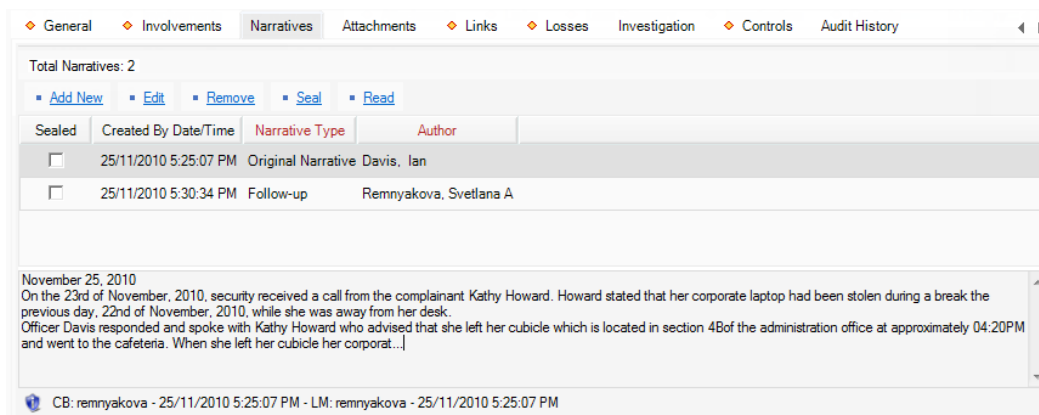 General Involvements Narratives Attachments Links Losses Investigation Controls Audit History
Total Narratives: 2
Add New Edit Remove Seal Read
Sealed Created By Date/Time Narrative Type Author
25/11/2010 5:25:07 PM Original Narrative Davis, Ian
25/11/2010 5:30:34 PM Follow-up Remnyakova, Svetlana A
November 25, 2010
On the 23rd of November, 2010, security received a call from the complainant Kathy Howard. Howard stated that her corporate laptop had been stolen during a break the
previous day, 22nd of November, 2010, while she was away from her desk.
Officer Davis responded and spoke with Kathy Howard who advised that she left her cubicle which is located in section 4Bof the administration office at approximately 04:20PM
and went to the cafeteria. When she left her cubicle her corporat...
CB: remnyakova - 25/11/2010 5:25:07 PM - LM: remnyakova - 25/11/2010 5:25:07 PM